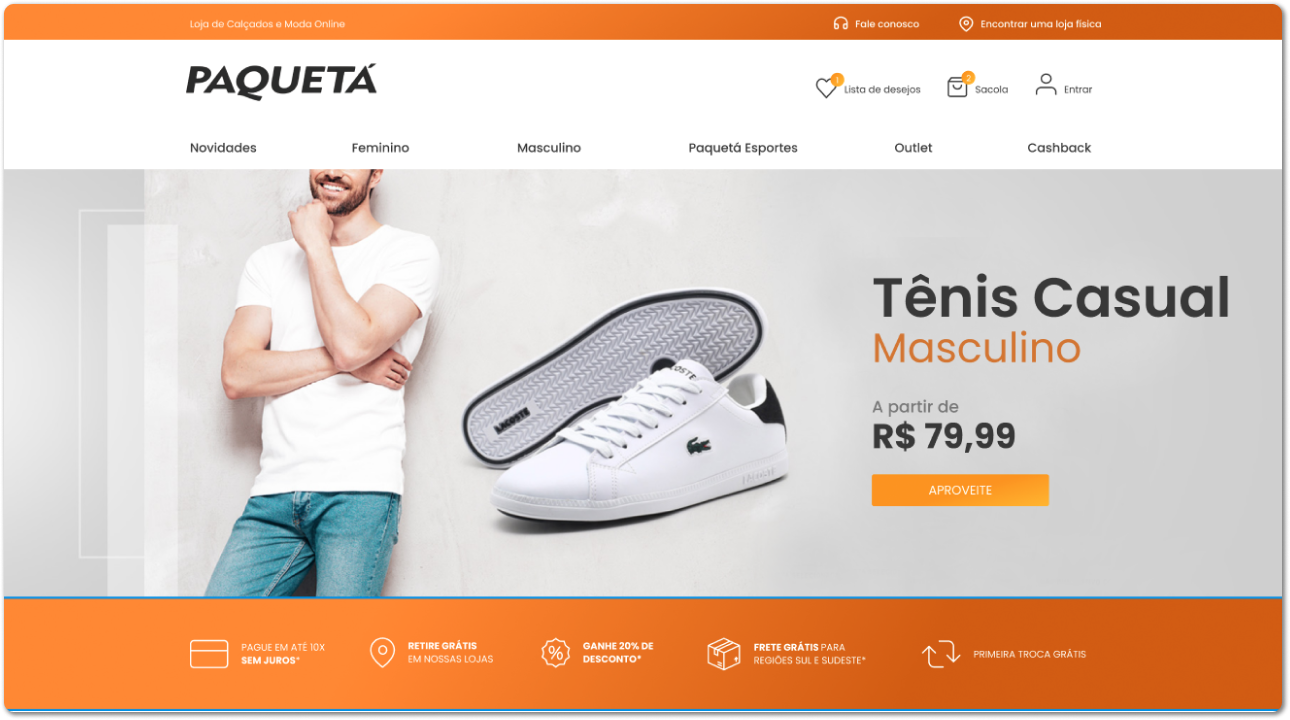 Loja de Calçados e Moda Online
Fale conosco
Encontrar uma loja física
PAQUETÁ
1
Lista de desejos
2
Sacola
Entrar
Novidades
Feminino
Masculino
Paquetá Esportes
Outlet
Cashback
Tênis Casual
Masculino
A partir de
R$ 79,99
APROVEITE
LACOSTE
PAGUE EM ATÉ 10X
SEM JUROS*
RETIRE GRÁTIS
EM NOSSAS LOJAS
%
GANHE 20% DE
DESCONTO*
FRETE GRÁTIS PARA
REGIÕES SUL E SUDESTE*
PRIMEIRA TROCA GRÁTIS